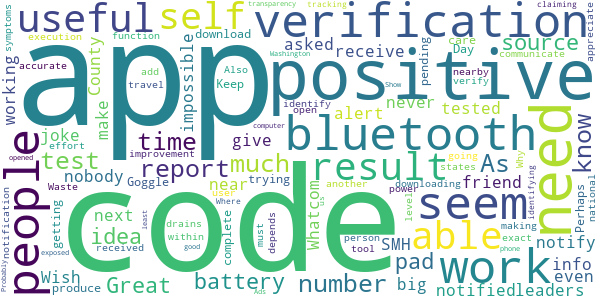 app
code
positive
verification
bluetooth
need
people
work
seem
able
result
self
useful
know
test
report
time
much
idea
battery
number
source
receive
alert
asked
tested
never
give
near
As
friend
notify
info
even
pad
SMH
big
notifiedleaders
Great
Wish
produce
nobody
joke
impossible
make
County
working
symptoms
execution
accurate
function
download
add
travel
Also
Keep
Day
care
communicate
pending
nearby
verify
Washington
transparency
tracking
claiming
appreciate
identify
open
Show
computer
user
going
Why
trying
Goggle
next
getting
effort
improvement
opened
notification
Waste
received
drains
within
good
complete
Where
us
least
exposed
Probably
depends
must
person
tool
Whatcom
another
power
levels
downloading
states
making
exact
phone
identifying
Perhaps
national
Ads